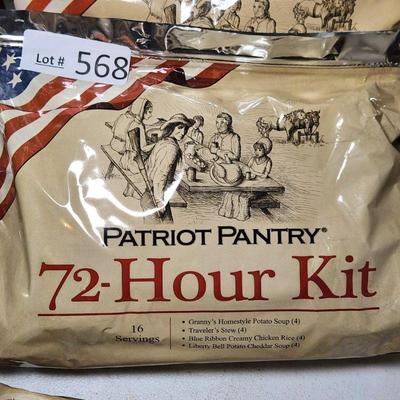 Lot # 568
PATRIOT PANTRY®
72-Hour Kit
16
Servings
• Granny's Homestyle Potato Soup (4)
• Traveler's Stew (4)
• Blue Ribbon Creamy Chicken Rice (4)
• Liberty Bell Potato Cheddar Soup (4)